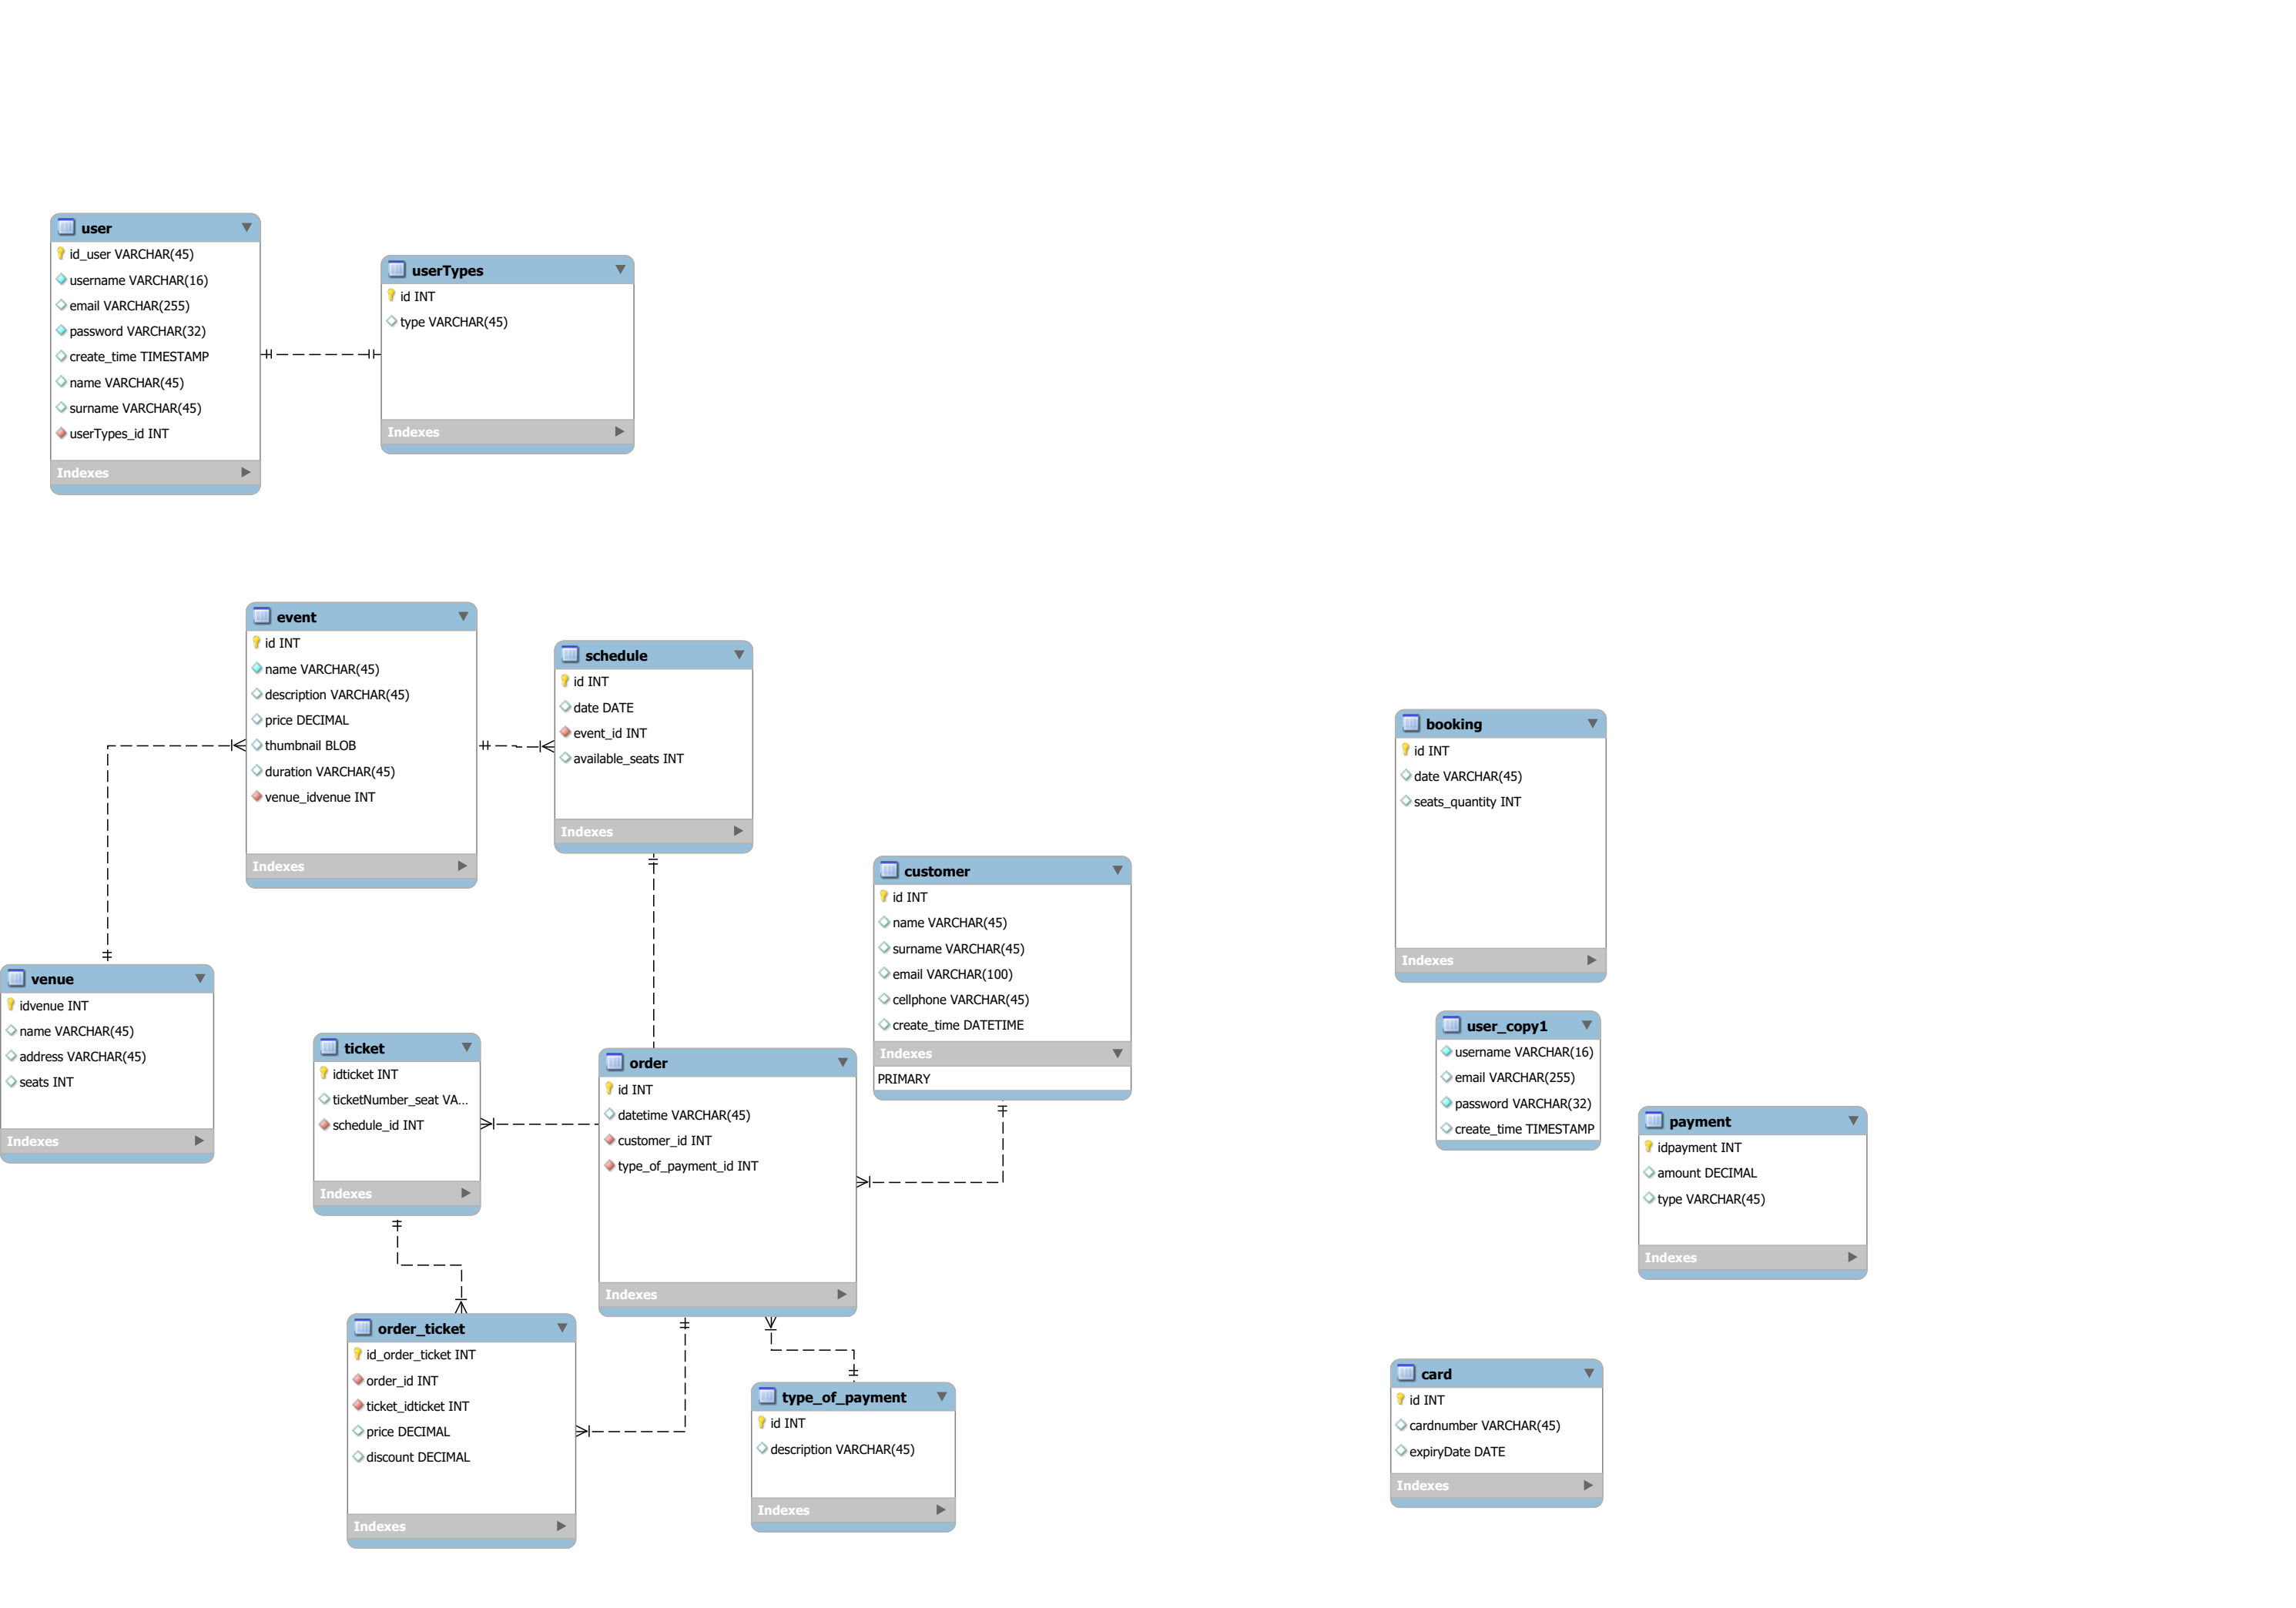 user
id_user VARCHAR(45)
username VARCHAR(16)
email VARCHAR(255)
password VARCHAR(32)
create_time TIMESTAMP
name VARCHAR(45)
surname VARCHAR(45)
userTypes_id INT
Indexes
userTypes
id INT
type VARCHAR(45)
Indexes
event
id INT
name VARCHAR(45)
description VARCHAR(45)
price DECIMAL
thumbnail BLOB
duration VARCHAR(45)
venue_idvenue INT
Indexes
schedule
id INT
date DATE
event_id INT
available_seats INT
Indexes
venue
idvenue INT
name VARCHAR(45)
address VARCHAR(45)
seats INT
Indexes
ticket
idticket INT
ticketNumber_seat VA...
schedule_id INT
Indexes
order
id INT
datetime VARCHAR(45)
customer_id INT
type_of_payment_id INT
Indexes
customer
id INT
name VARCHAR(45)
surname VARCHAR(45)
email VARCHAR(100)
cellphone VARCHAR(45)
create_time DATETIME
Indexes
PRIMARY
order_ticket
id_order_ticket INT
order_id INT
ticket_idticket INT
price DECIMAL
discount DECIMAL
Indexes
type_of_payment
id INT
description VARCHAR(45)
Indexes
booking
id INT
date VARCHAR(45)
seats_quantity INT
Indexes
user_copy1
username VARCHAR(16)
email VARCHAR(255)
password VARCHAR(32)
create_time TIMESTAMP
payment
idpayment INT
amount DECIMAL
type VARCHAR(45)
Indexes
card
id INT
cardnumber VARCHAR(45)
expiryDate DATE
Indexes